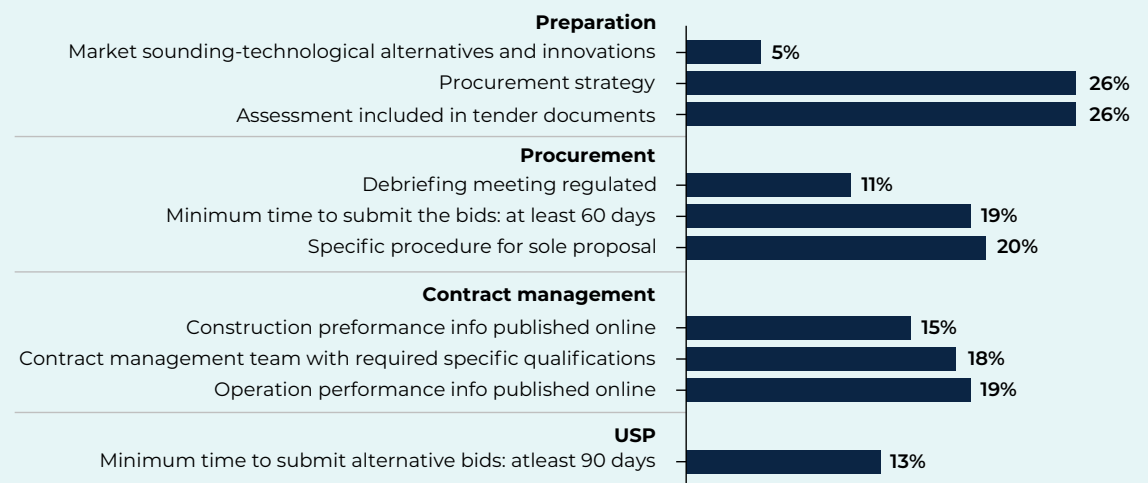 Preparation
Market sounding-technological alternatives and innovations 5%
Procurement strategy 26%
Assessment included in tender documents 26%
Procurement
Debriefing meeting regulated 11%
Minimum time to submit the bids: at least 60 days 19%
Specific procedure for sole proposal 20%
Contract management
Construction preformance info published online 15%
Contract management team with required specific qualifications 18%
Operation performance info published online 19%
USP
Minimum time to submit alternative bids: atleast 90 days 13%